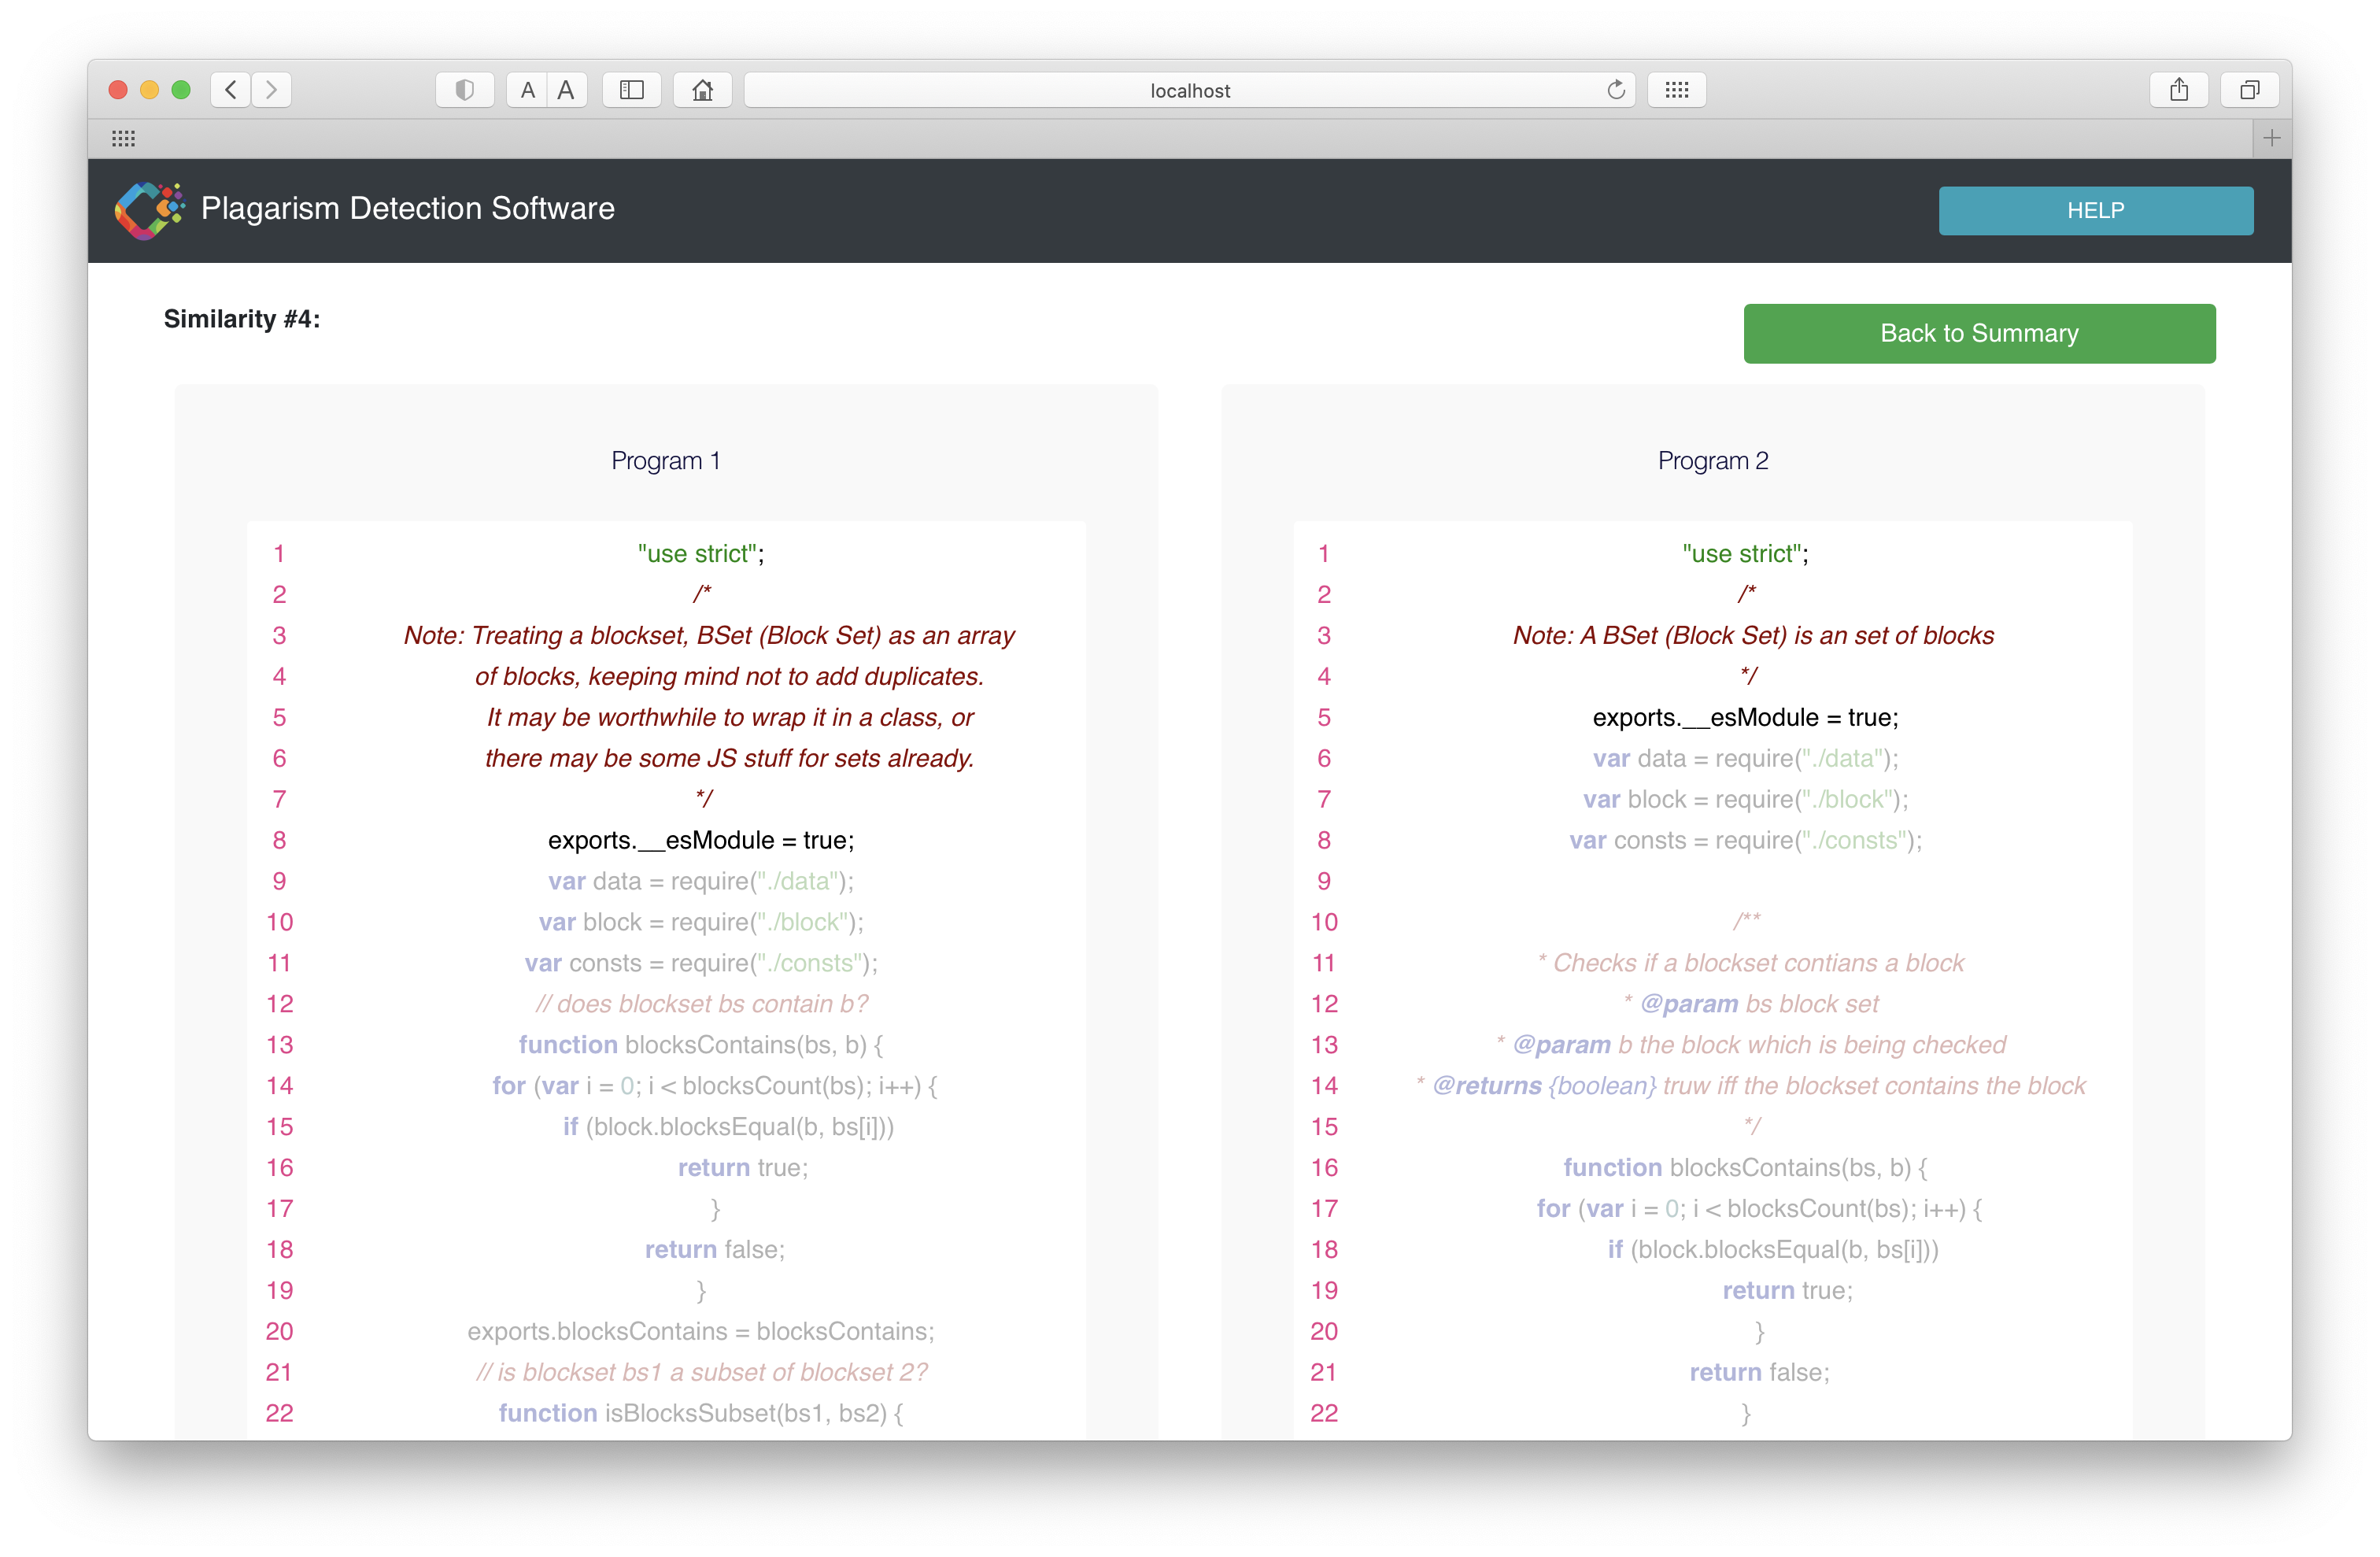 A A localhost
Plagarism Detection Software
HELP
Similarity #4:
Back to Summary
Program 1
1 "use strict";
2 /*
3 Note: Treating a blockset, BSet (Block Set) as an array
4 of blocks, keeping mind not to add duplicates.
5 It may be worthwhile to wrap it in a class, or
6 there may be some JS stuff for sets already.
7 */
8 exports.__esModule = true;
9 var data = require("./data");
10 var block = require("./block");
11 var consts = require("./consts");
12 // does blockset bs contain b?
13 function blocksContains(bs, b) {
14 for (var i = 0; i < blocksCount(bs); i++) {
15 if (block.blocksEqual(b, bs[i]))
16 return true;
17 }
18 return false;
19 }
20 exports.blocksContains = blocksContains;
21 // is blockset bs1 a subset of blockset 2?
22 function isBlocksSubset(bs1, bs2) {
Program 2
1 "use strict";
2 /*
3 Note: A BSet (Block Set) is an set of blocks
4 */
5 exports.__esModule = true;
6 var data = require("./data");
7 var block = require("./block");
8 var consts = require("./consts");
9
10 /**
11 * Checks if a blockset contians a block
12 * @param bs block set
13 * @param b the block which is being checked
14 * @returns {boolean} truw iff the blockset contains the block
15 */
16 function blocksContains(bs, b) {
17 for (var i = 0; i < blocksCount(bs); i++) {
18 if (block.blocksEqual(b, bs[i]))
19 return true;
20 }
21 return false;
22 }